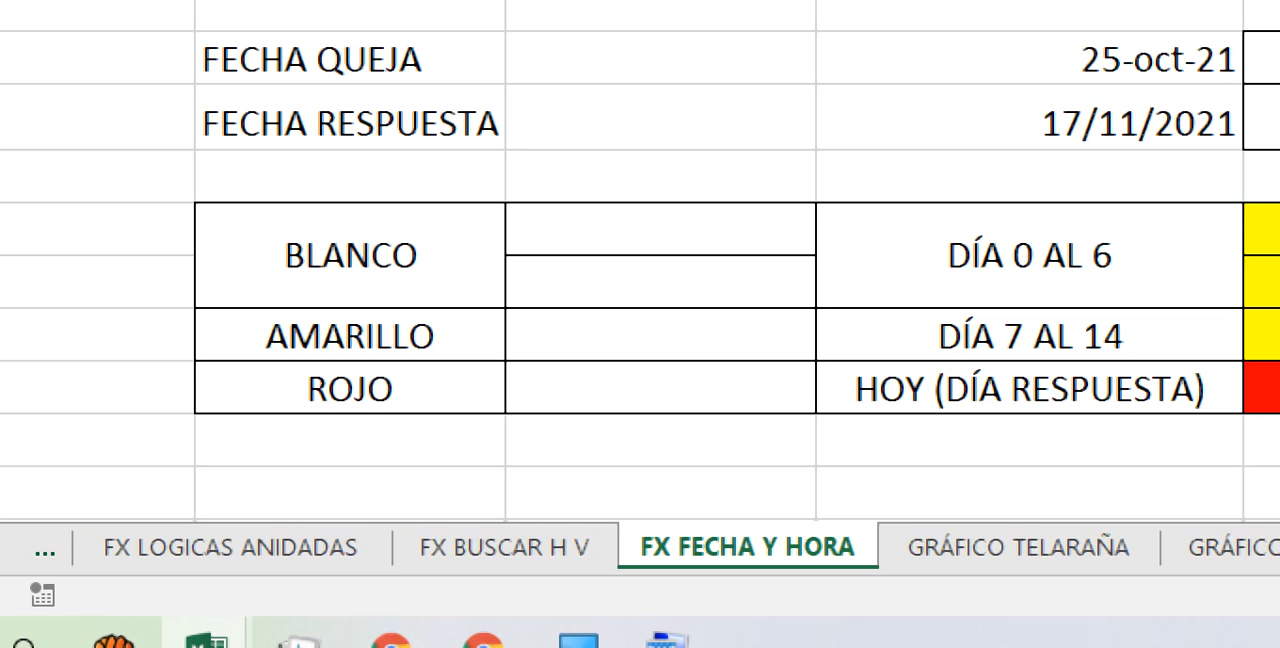 FECHA QUEJA 25-oct-21
FECHA RESPUESTA 17/11/2021
BLANCO DÍA 0 AL 6
AMARILLO DÍA 7 AL 14
ROJO HOY (DÍA RESPUESTA)
... FX LOGICAS ANIDADAS FX BUSCAR H V FX FECHA Y HORA GRÁFICO TELARAÑA